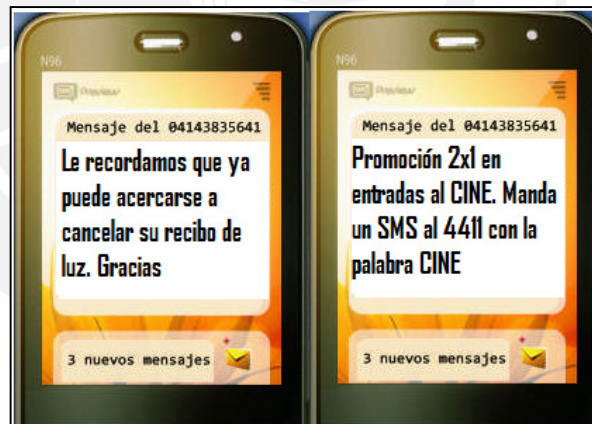 N96
Preview
Mensaje del 04143835641
Le recordamos que ya
puede acercarse a
cancelar su recibo de
luz. Gracias
3 nuevos mensajes
N96
Preview
Mensaje del 04143835641
Promoción 2x1 en
entradas al CINE. Manda
un SMS al 4411 con la
palabra CINE
3 nuevos mensajes